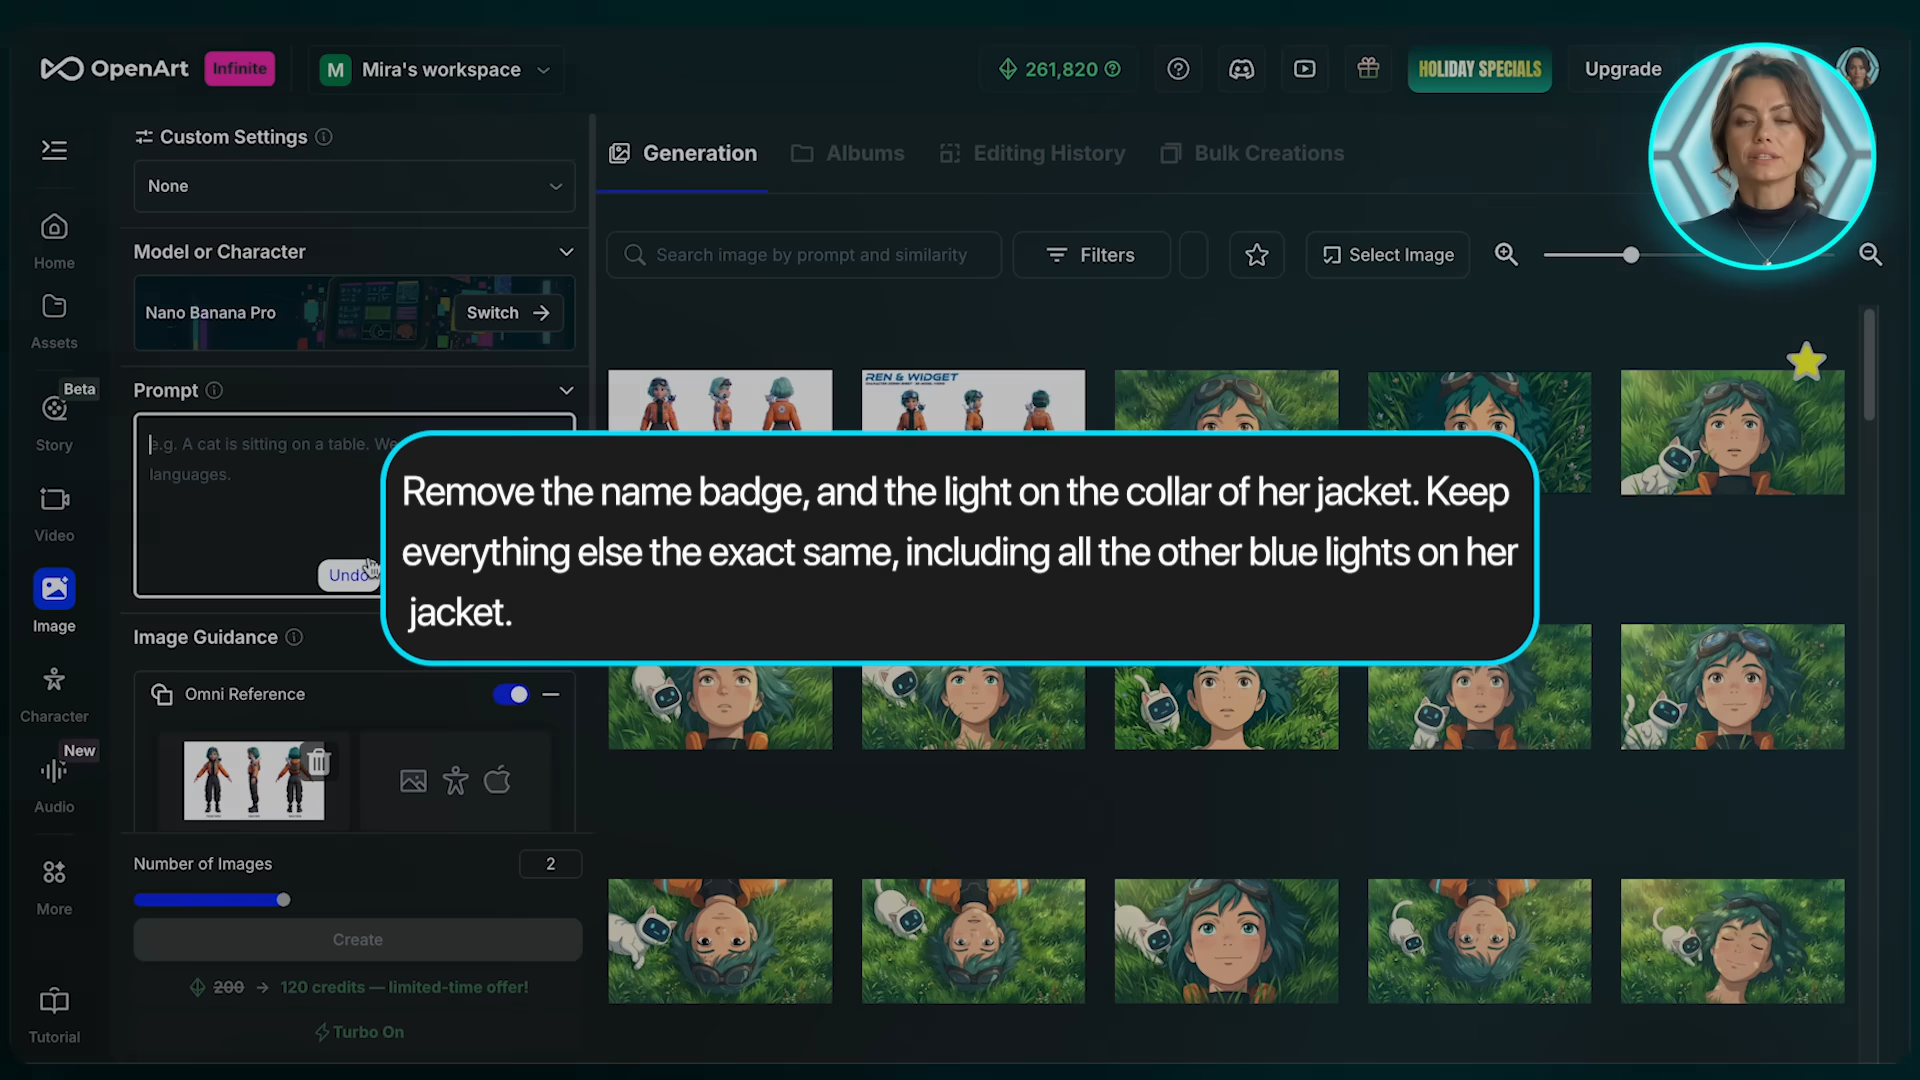 OpenArt
Infinite
M
Mira's workspace
261,820
HOLIDAY SPECIALS
Upgrade
Custom Settings
None
Model or Character
Nano Banana Pro
Switch
Prompt
e.g. A cat is sitting on a table. We
languages.
Undo
Image Guidance
Omni Reference
Number of Images
2
Create
200 → 120 credits — limited-time offer!
Turbo On
Home
Assets
Beta
Story
Video
Image
Character
New
Audio
More
Tutorial
Generation
Albums
Editing History
Bulk Creations
Search image by prompt and similarity
Filters
Select Image
REN & WIDGET
Remove the name badge, and the light on the collar of her jacket. Keep
everything else the exact same, including all the other blue lights on her
jacket.